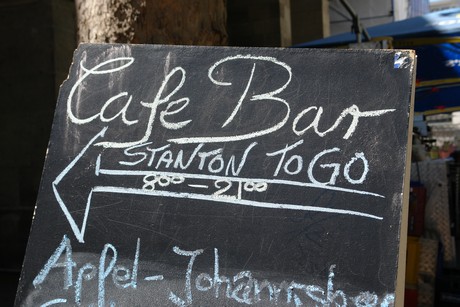 Cafe Bar
STANTON TO GO
8⁰⁰ - 21⁰⁰
Apfel-